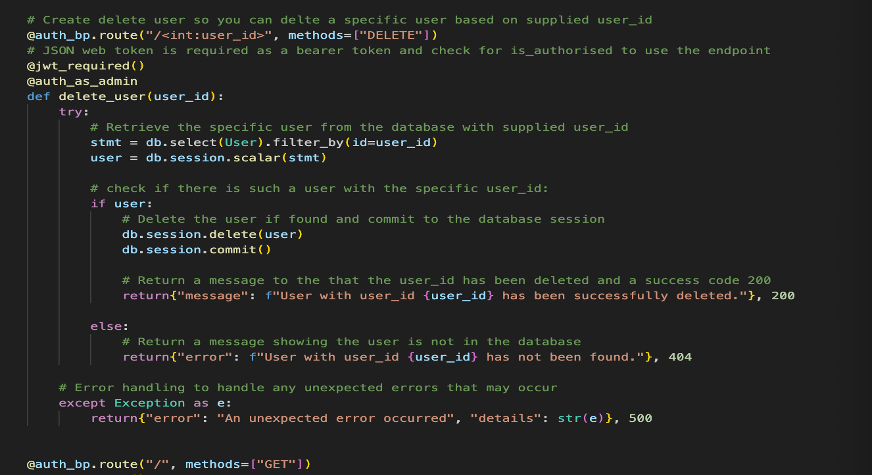 # Create delete user so you can delte a specific user based on supplied user_id
@auth_bp.route("/<int:user_id>", methods=["DELETE"])
# JSON web token is required as a bearer token and check for is_authorised to use the endpoint
@jwt_required()
@auth_as_admin
def delete_user(user_id):
    try:
        # Retrieve the specific user from the database with supplied user_id
        stmt = db.select(User).filter_by(id=user_id)
        user = db.session.scalar(stmt)

        # check if there is such a user with the specific user_id:
        if user:
            # Delete the user if found and commit to the database session
            db.session.delete(user)
            db.session.commit()

            # Return a message to the that the user_id has been deleted and a success code 200
            return{"message": f"User with user_id {user_id} has been successfully deleted."}, 200

        else:
            # Return a message showing the user is not in the database
            return{"error": f"User with user_id {user_id} has not been found."}, 404

    # Error handling to handle any unexpected errors that may occur
    except Exception as e:
        return{"error": "An unexpected error occurred", "details": str(e)}, 500


@auth_bp.route("/", methods=["GET"])